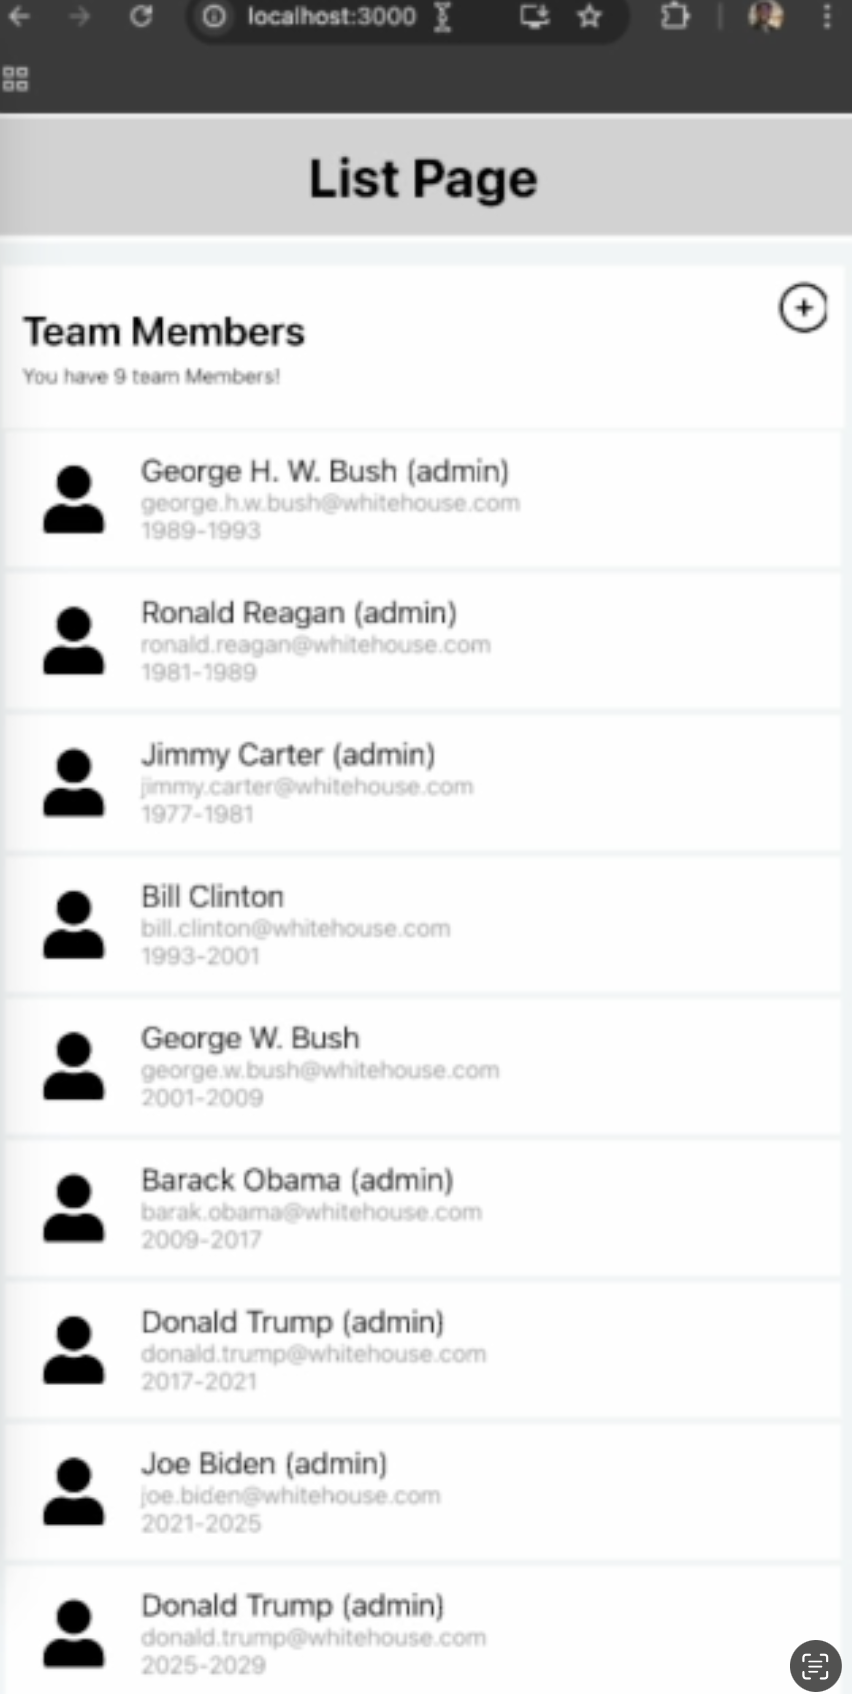 localhost:3000
List Page
Team Members
You have 9 team Members!
George H. W. Bush (admin)
george.h.w.bush@whitehouse.com
1989-1993
Ronald Reagan (admin)
ronald.reagan@whitehouse.com
1981-1989
Jimmy Carter (admin)
jimmy.carter@whitehouse.com
1977-1981
Bill Clinton
bill.clinton@whitehouse.com
1993-2001
George W. Bush
george.w.bush@whitehouse.com
2001-2009
Barack Obama (admin)
barak.obama@whitehouse.com
2009-2017
Donald Trump (admin)
donald.trump@whitehouse.com
2017-2021
Joe Biden (admin)
joe.biden@whitehouse.com
2021-2025
Donald Trump (admin)
donald.trump@whitehouse.com
2025-2029